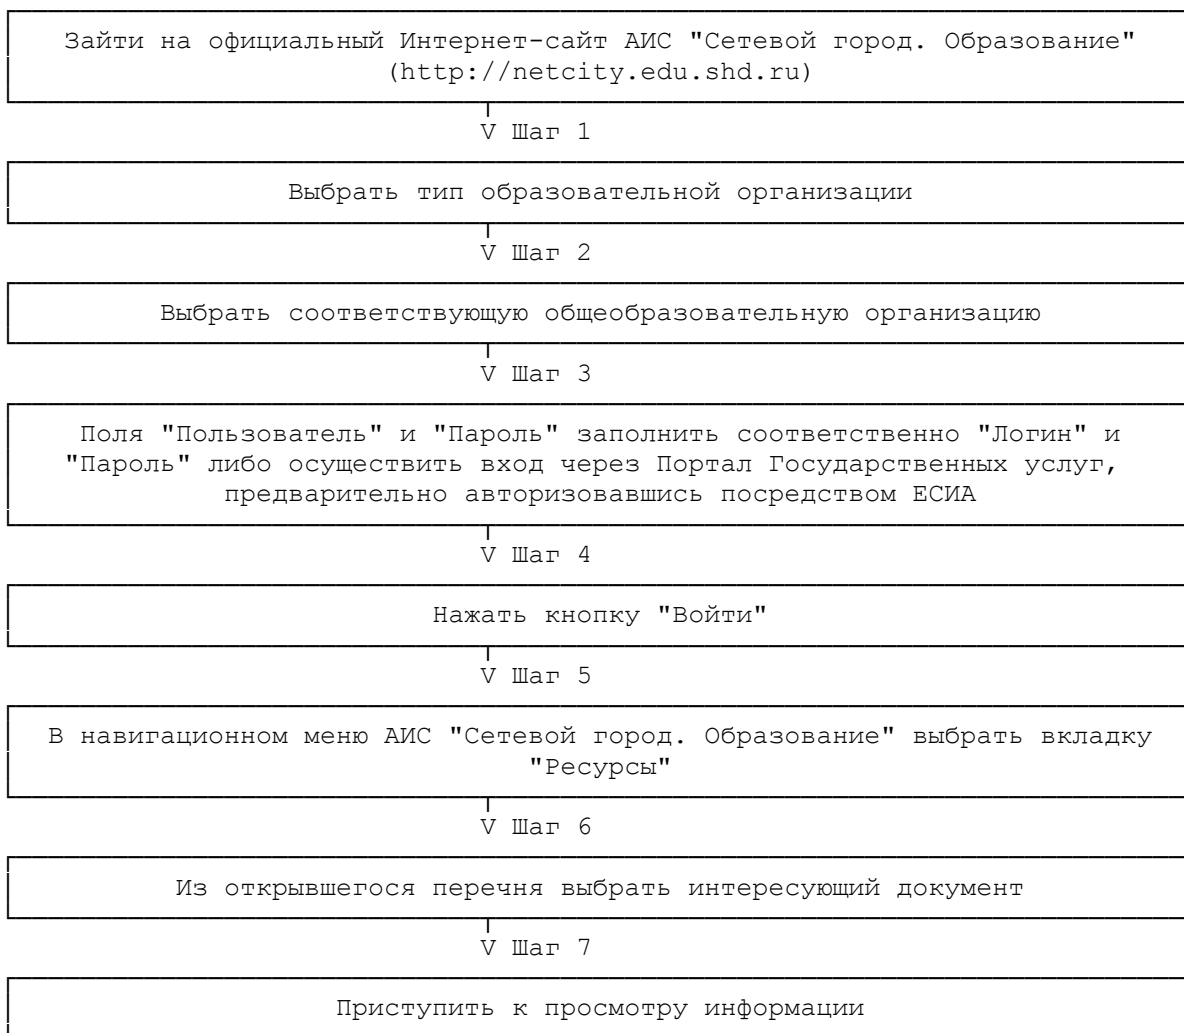 Зайти на официальный Интернет-сайт АИС "Сетевой город. Образование"
(http://netcity.edu.shd.ru)
V Шаг 1
Выбрать тип образовательной организации
V Шаг 2
Выбрать соответствующую общеобразовательную организацию
V Шаг 3
Поля "Пользователь" и "Пароль" заполнить соответственно "Логин" и
"Пароль" либо осуществить вход через Портал Государственных услуг,
предварительно авторизовавшись посредством ЕСИА
V Шаг 4
Нажать кнопку "Войти"
V Шаг 5
В навигационном меню АИС "Сетевой город. Образование" выбрать вкладку
"Ресурсы"
V Шаг 6
Из открывшегося перечня выбрать интересующий документ
V Шаг 7
Приступить к просмотру информации